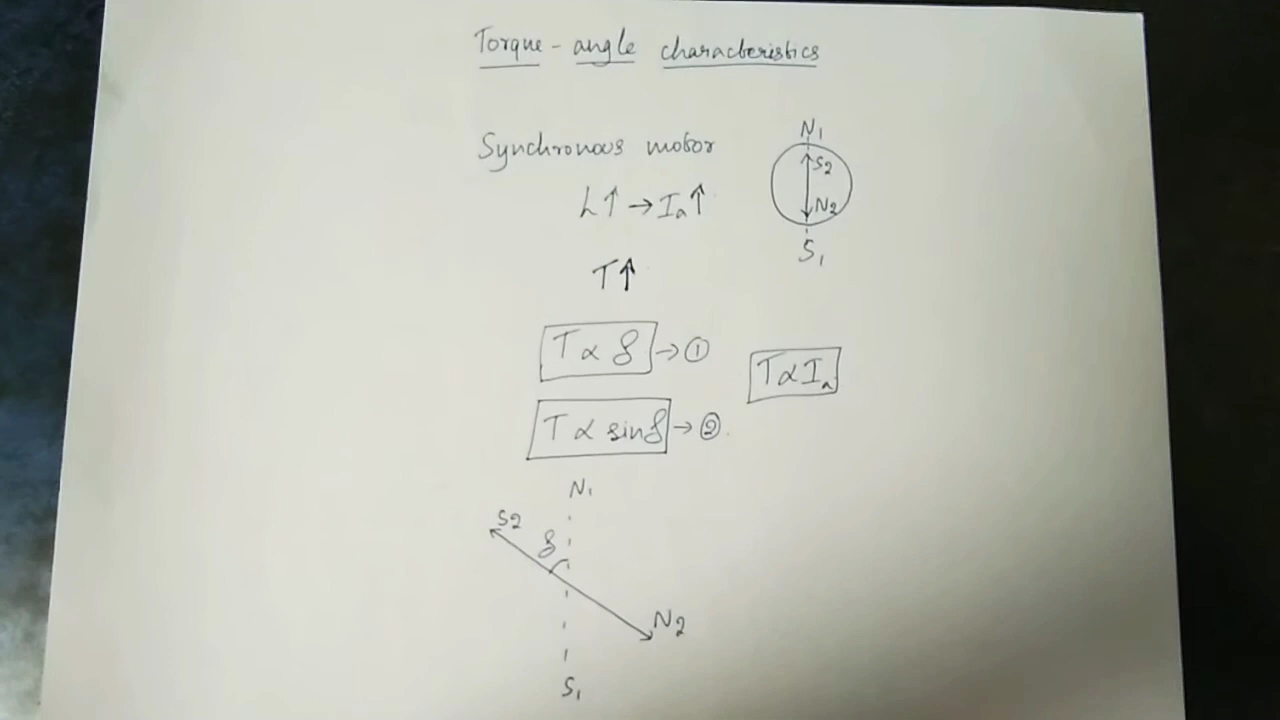 Torque - angle characteristics
Synchronous motor
L↑ → Ia↑
T↑
N1
S2
N2
S1
T ∝ δ → ①
T ∝ Ia
T ∝ sinδ → ②
N1
S2
δ
N2
S1